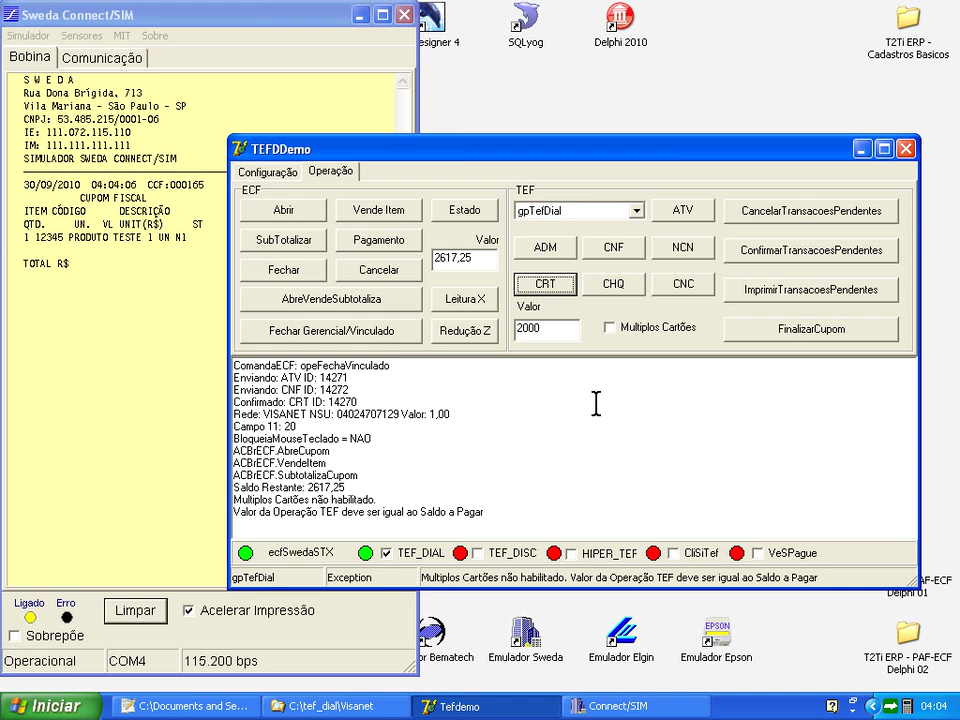 Sweda Connect/SIM
Simulador Sensores MIT Sobre
Bobina Comunicação
S W E D A
Rua Dona Brígida, 713
Vila Mariana - São Paulo - SP
CNPJ: 53.485.215/0001-06
IE: 111.072.115.110
IM: 111.111.111.111
SIMULADOR SWEDA CONNECT/SIM
30/09/2010 04:04:06 CCF:000165
CUPOM FISCAL
ITEM CÓDIGO DESCRIÇÃO
QTD. UN. VL UNIT(R$) ST
1 12345 PRODUTO TESTE 1 UN N1
TOTAL R$
Ligado Erro
Limpar
Acelerar Impressão
Sobrepõe
Operacional COM4 115.200 bps
esigner 4
SQLyog
Delphi 2010
T2Ti ERP -
Cadastros Basicos
TEFDDemo
Configuração Operação
ECF
Abrir Vende Item Estado
SubTotalizar Pagamento Valor
2617,25
Fechar Cancelar
AbreVendeSubtotaliza Leitura X
Fechar Gerencial/Vinculado Redução Z
TEF
gpTefDial ATV CancelarTransacoesPendentes
ADM CNF NCN ConfirmarTransacoesPendentes
CRT CHQ CNC ImprimirTransacoesPendentes
Valor
2000 Multiplos Cartões FinalizarCupom
ComandaECF: opeFechaVinculado
Enviando: ATV ID: 14271
Enviando: CNF ID: 14272
Confirmado: CRT ID: 14270
Rede: VISANET NSU: 04024707129 Valor: 1,00
Campo 11: 20
BloqueiaMouseTeclado = NAO
ACBrECF.AbreCupom
ACBrECF.VendeItem
ACBrECF.SubtotalizaCupom
Saldo Restante: 2617,25
Multiplos Cartões não habilitado.
Valor da Operação TEF deve ser igual ao Saldo a Pagar
ecfSwedaSTX TEF_DIAL TEF_DISC HIPER_TEF CliSiTef VeSPague
gpTefDial Exception Multiplos Cartões não habilitado. Valor da Operação TEF deve ser igual ao Saldo a Pagar
AF-ECF
Delphi 01
or Bematech
Emulador Sweda
Emulador Elgin
EPSON
Emulador Epson
T2Ti ERP - PAF-ECF
Delphi 02
Iniciar
C:\Documents and Se...
C:\tef_dial\Visanet
Tefdemo
Connect/SIM
04:04